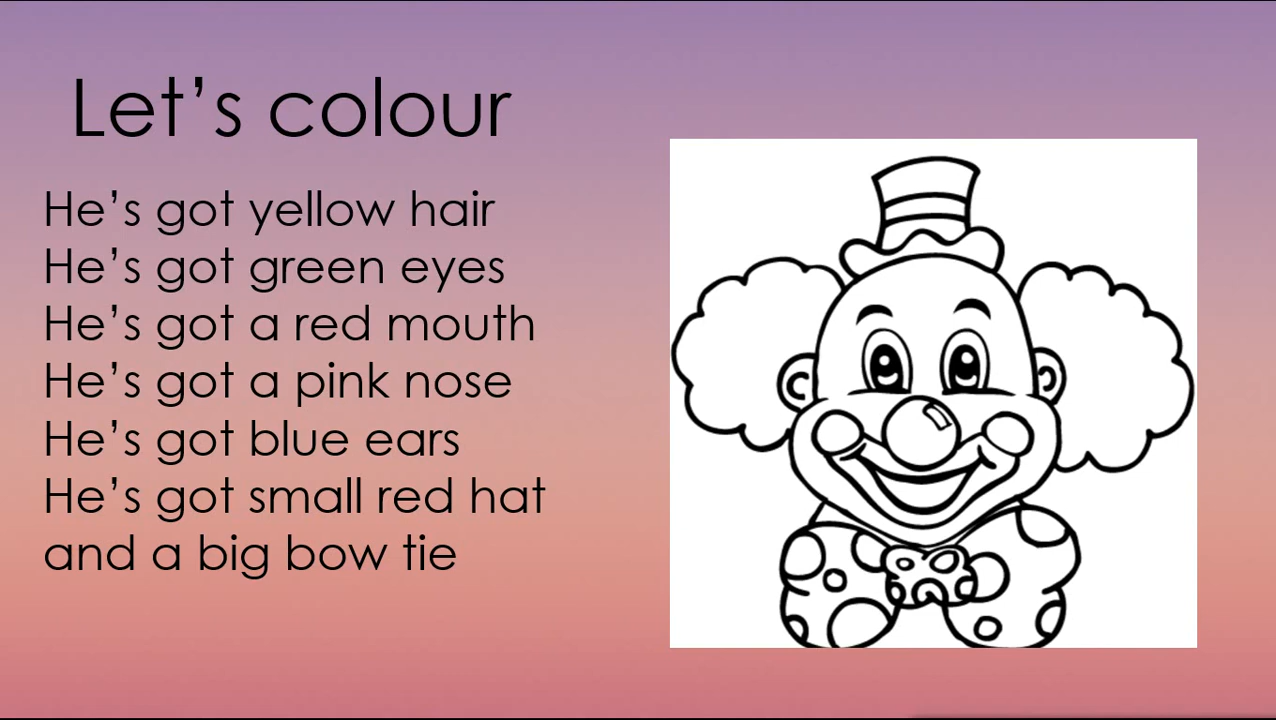 Let’s colour
He’s got yellow hair
He’s got green eyes
He’s got a red mouth
He’s got a pink nose
He’s got blue ears
He’s got small red hat
and a big bow tie